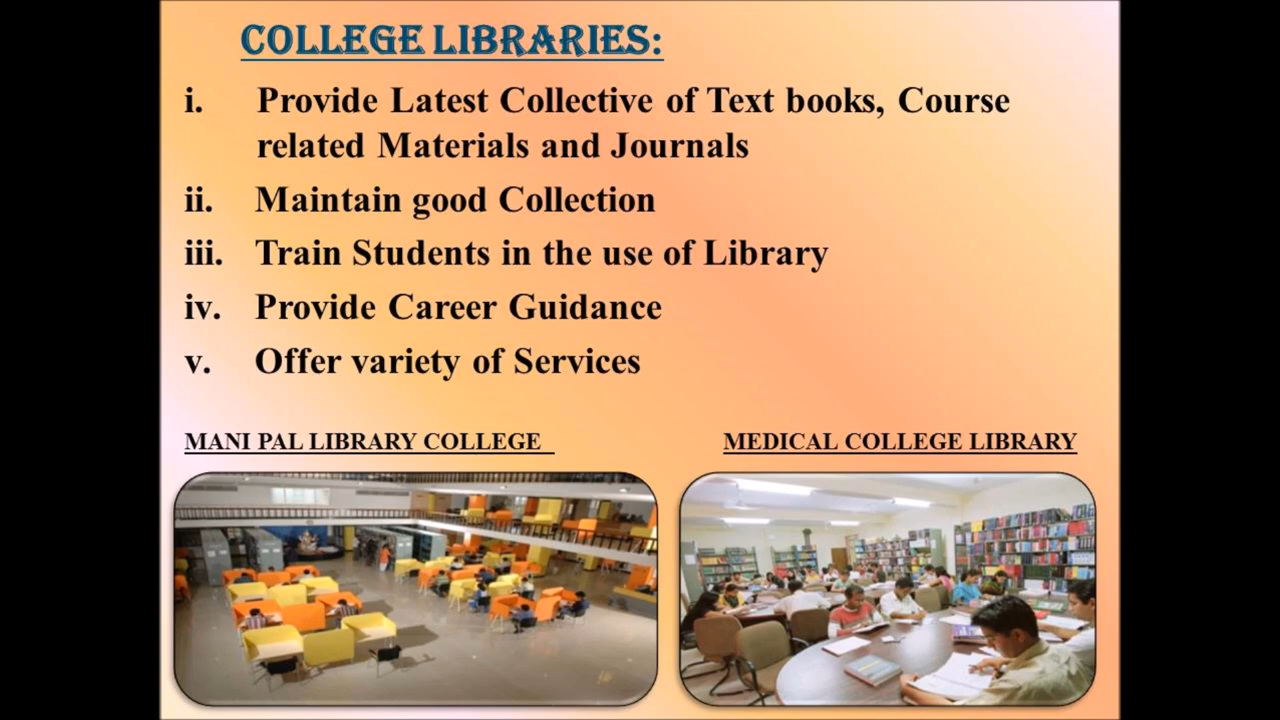 COLLEGE LIBRARIES:
i. Provide Latest Collective of Text books, Course
related Materials and Journals
ii. Maintain good Collection
iii. Train Students in the use of Library
iv. Provide Career Guidance
v. Offer variety of Services
MANI PAL LIBRARY COLLEGE
MEDICAL COLLEGE LIBRARY